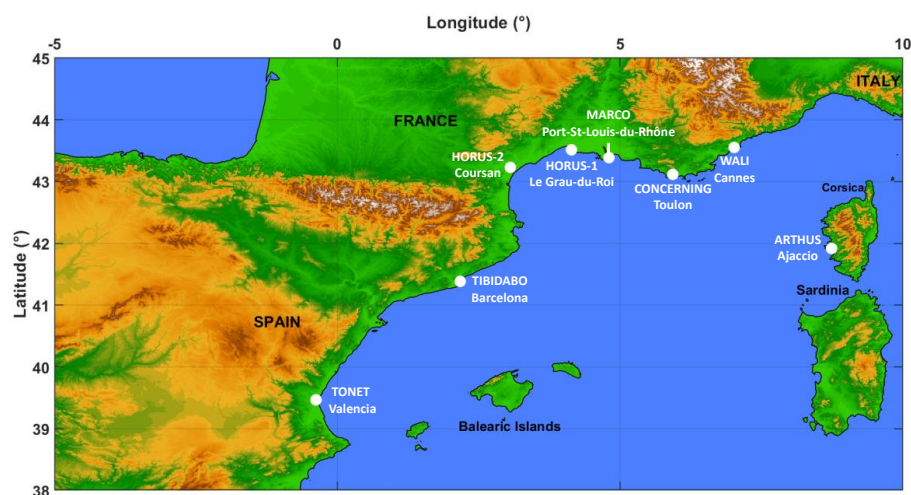 Longitude (°)
-5 0 5 10
45
44
43
42
41
40
39
38
Latitude (°)
ITALY
FRANCE
MARCO
Port-St-Louis-du-Rhône
HORUS-2
Coursan
HORUS-1
Le Grau-du-Roi
WALI
Cannes
CONCERNING
Toulon
Corsica
ARTHUS
Ajaccio
TIBIDABO
Barcelona
Sardinia
SPAIN
TONET
Valencia
Balearic Islands